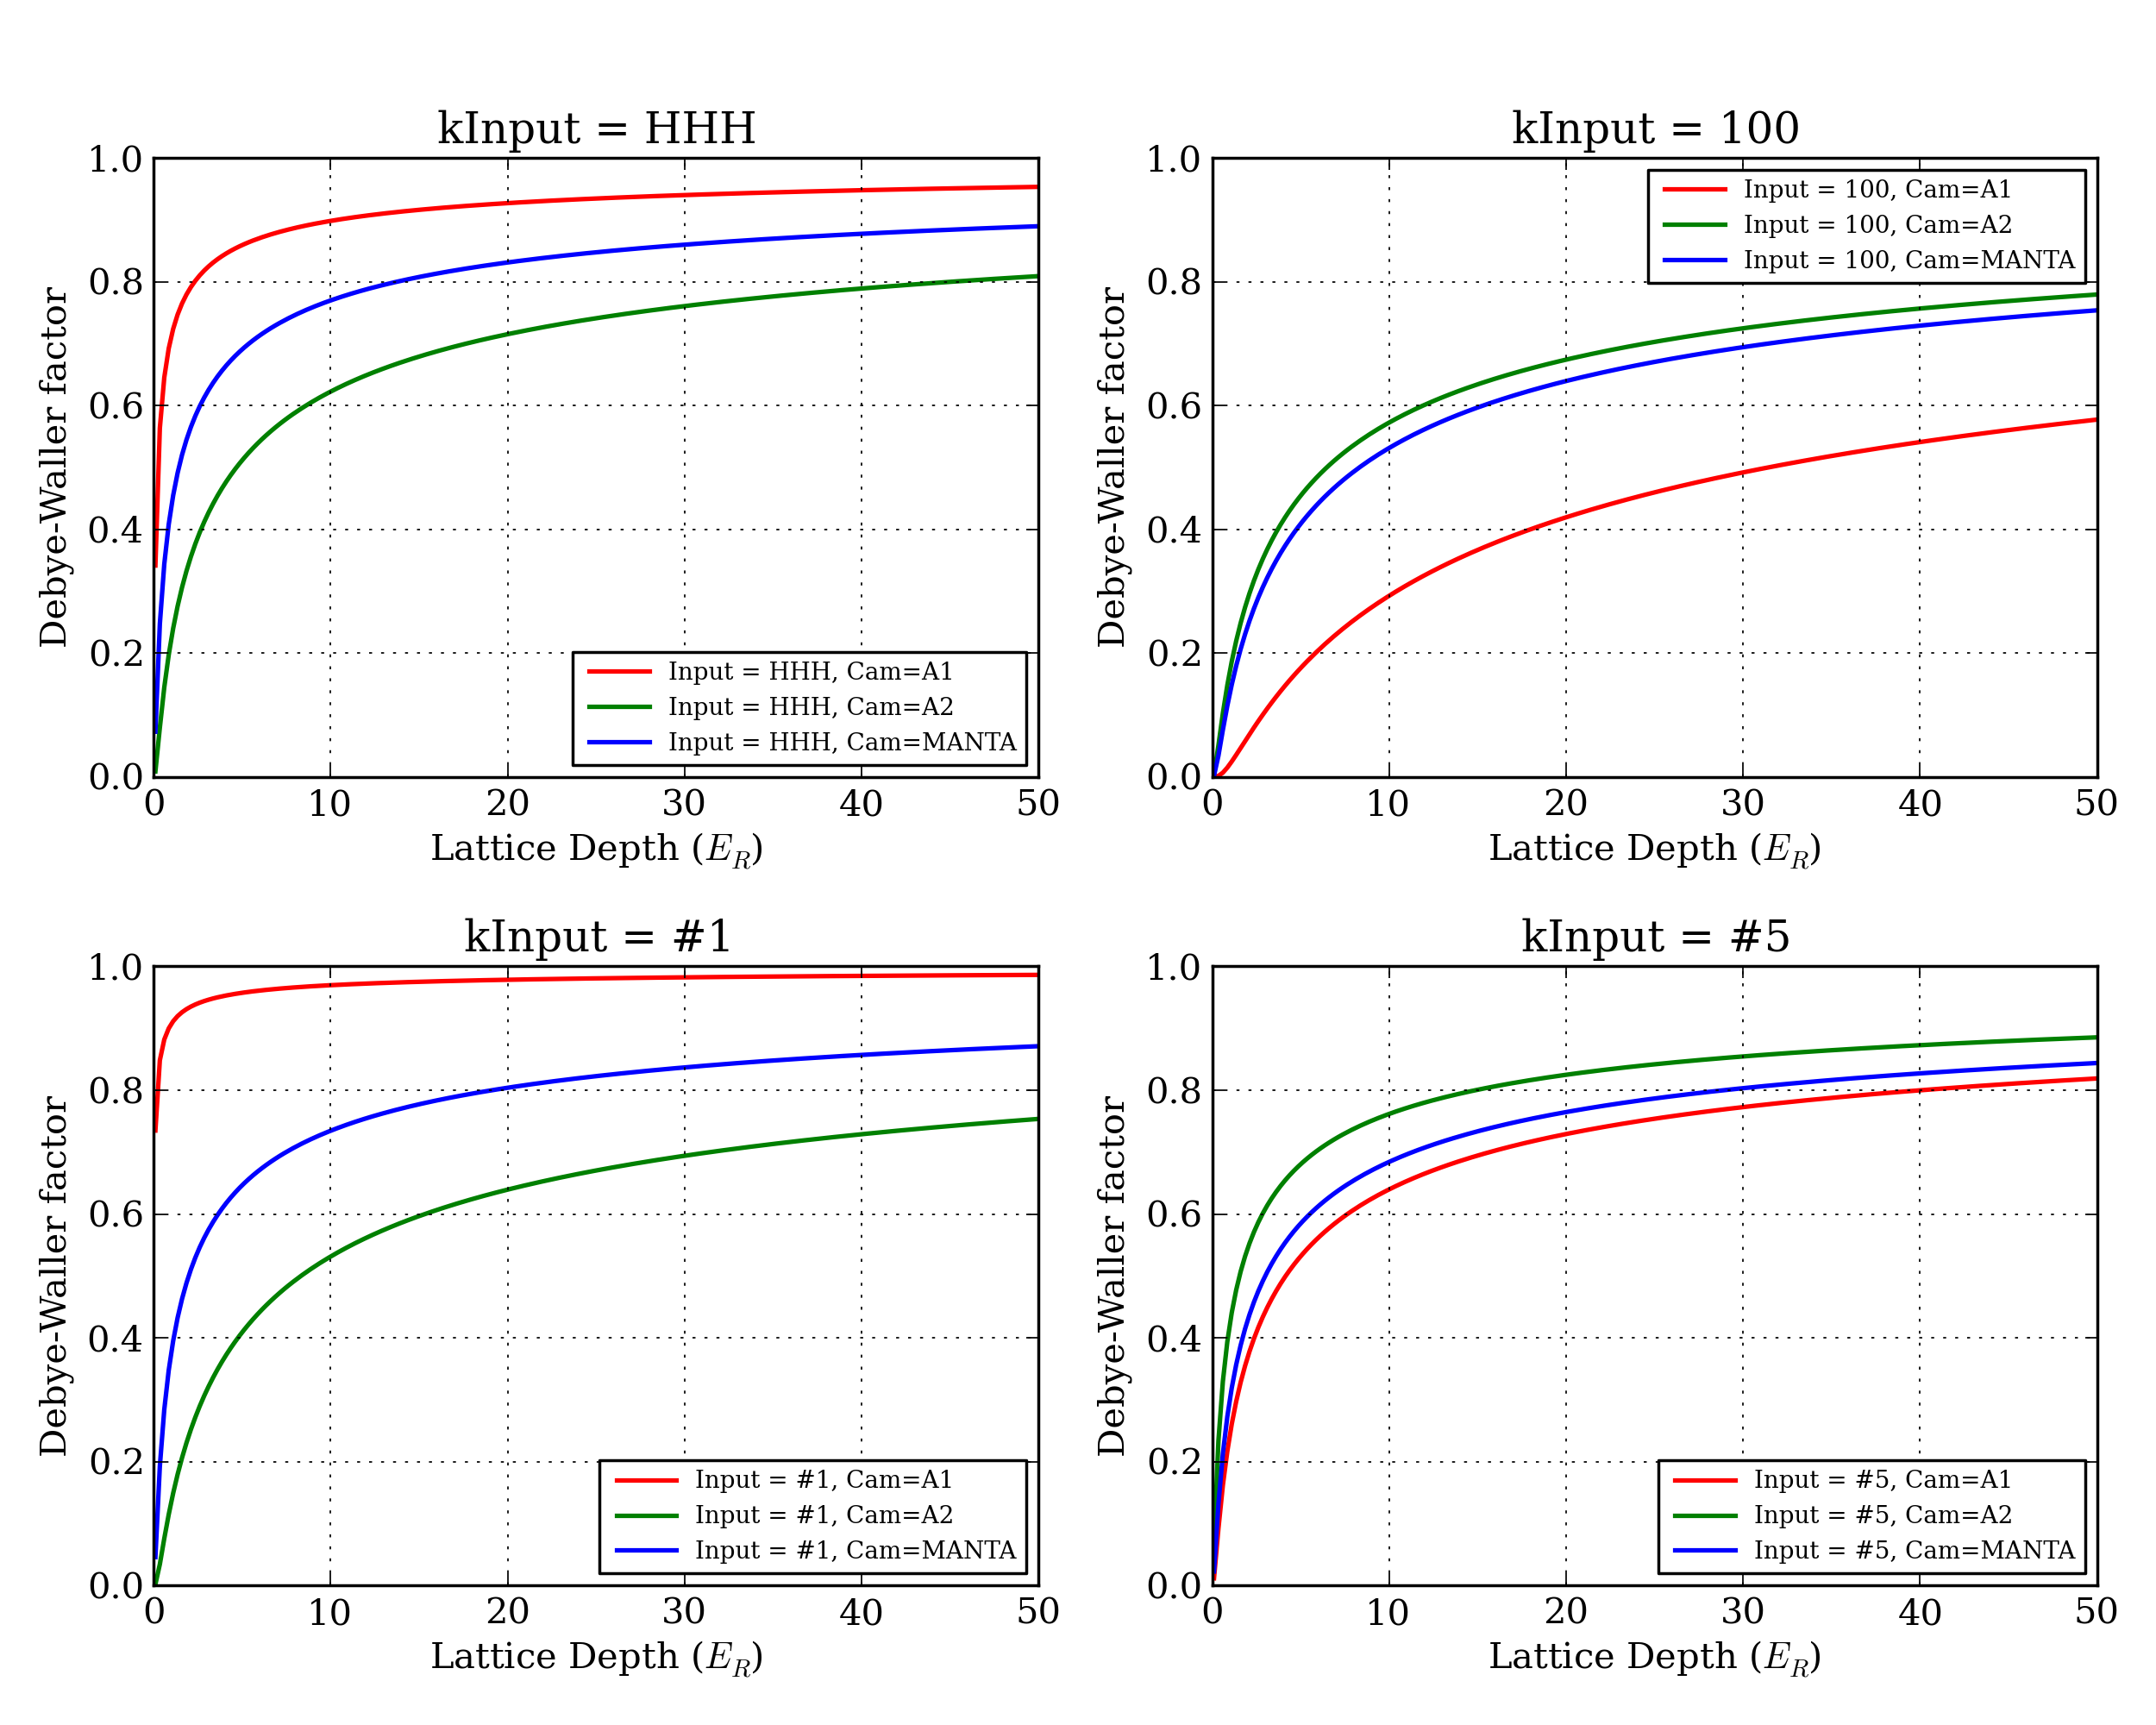 kInput = HHH
1.0
0.8
0.6
0.4
0.2
0.0
Debye-Waller factor
Input = HHH, Cam=A1
Input = HHH, Cam=A2
Input = HHH, Cam=MANTA
0 10 20 30 40 50
Lattice Depth (E_R)
kInput = 100
1.0
0.8
0.6
0.4
0.2
0.0
Debye-Waller factor
Input = 100, Cam=A1
Input = 100, Cam=A2
Input = 100, Cam=MANTA
0 10 20 30 40 50
Lattice Depth (E_R)
kInput = #1
1.0
0.8
0.6
0.4
0.2
0.0
Debye-Waller factor
Input = #1, Cam=A1
Input = #1, Cam=A2
Input = #1, Cam=MANTA
0 10 20 30 40 50
Lattice Depth (E_R)
kInput = #5
1.0
0.8
0.6
0.4
0.2
0.0
Debye-Waller factor
Input = #5, Cam=A1
Input = #5, Cam=A2
Input = #5, Cam=MANTA
0 10 20 30 40 50
Lattice Depth (E_R)